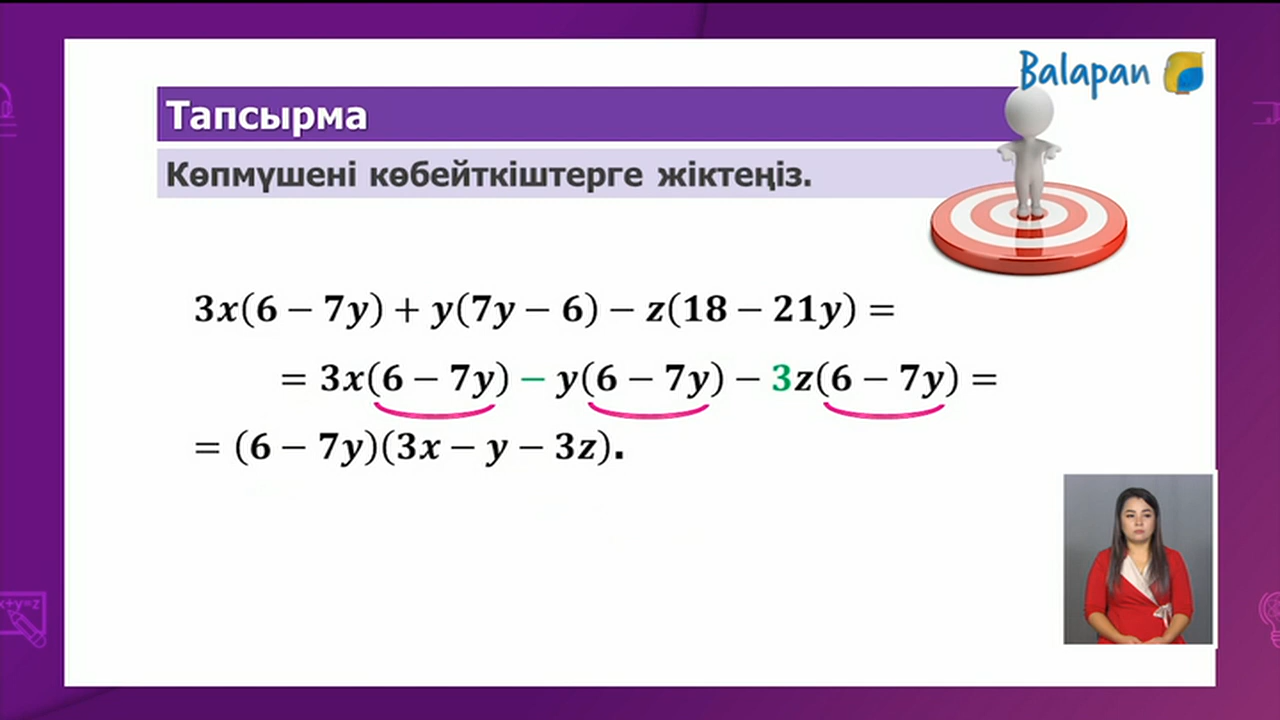 Balapan
Тапсырма
Көпмүшені көбейткіштерге жіктеңіз.
3x(6 − 7y) + y(7y − 6) − z(18 − 21y) =
= 3x(6 − 7y) − y(6 − 7y) − 3z(6 − 7y) =
= (6 − 7y)(3x − y − 3z).
x+y=z